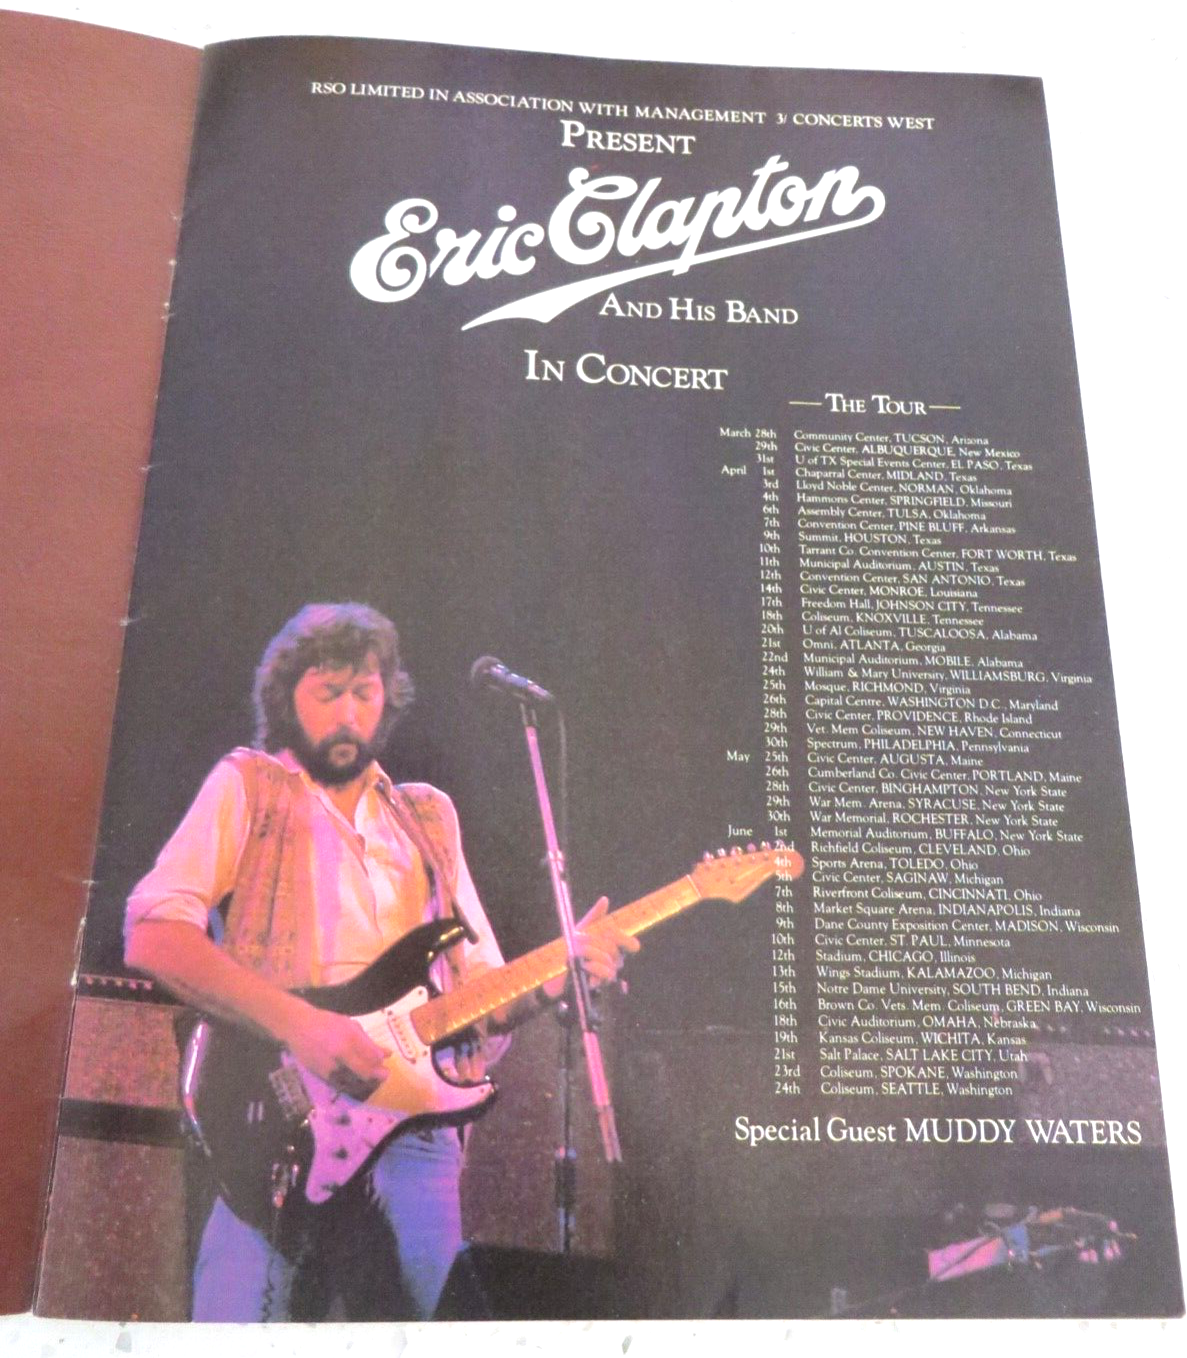 RSO LIMITED IN ASSOCIATION WITH MANAGEMENT 3/ CONCERTS WEST
PRESENT
Eric Clapton
AND HIS BAND
IN CONCERT
THE TOUR
March 28th Community Center, TUCSON, Arizona
29th Civic Center, ALBUQUERQUE, New Mexico
31st U of TX Special Events Center, EL PASO, Texas
April 1st Chaparral Center, MIDLAND, Texas
3rd Lloyd Noble Center, NORMAN, Oklahoma
4th Hammons Center, SPRINGFIELD, Missouri
6th Assembly Center, TULSA, Oklahoma
7th Convention Center, PINE BLUFF, Arkansas
9th Summit, HOUSTON, Texas
10th Tarrant Co. Convention Center, FORT WORTH, Texas
11th Municipal Auditorium, AUSTIN, Texas
12th Convention Center, SAN ANTONIO, Texas
14th Civic Center, MONROE, Louisiana
17th Freedom Hall, JOHNSON CITY, Tennessee
18th Coliseum, KNOXVILLE, Tennessee
20th U of Al Coliseum, TUSCALOOSA, Alabama
21st Omni, ATLANTA, Georgia
22nd Municipal Auditorium, MOBILE, Alabama
24th William & Mary University, WILLIAMSBURG, Virginia
25th Mosque, RICHMOND, Virginia
26th Capital Centre, WASHINGTON D.C., Maryland
28th Civic Center, PROVIDENCE, Rhode Island
29th Vet. Mem Coliseum, NEW HAVEN, Connecticut
30th Spectrum, PHILADELPHIA, Pennsylvania
May 25th Civic Center, AUGUSTA, Maine
26th Cumberland Co. Civic Center, PORTLAND, Maine
28th Civic Center, BINGHAMPTON, New York State
29th War Mem. Arena, SYRACUSE, New York State
30th War Memorial, ROCHESTER, New York State
June 1st Memorial Auditorium, BUFFALO, New York State
2nd Richfield Coliseum, CLEVELAND, Ohio
4th Sports Arena, TOLEDO, Ohio
5th Civic Center, SAGINAW, Michigan
7th Riverfront Coliseum, CINCINNATI, Ohio
8th Market Square Arena, INDIANAPOLIS, Indiana
9th Dane County Exposition Center, MADISON, Wisconsin
10th Civic Center, ST. PAUL, Minnesota
12th Stadium, CHICAGO, Illinois
13th Wings Stadium, KALAMAZOO, Michigan
15th Notre Dame University, SOUTH BEND, Indiana
16th Brown Co. Vets. Mem. Coliseum, GREEN BAY, Wisconsin
18th Civic Auditorium, OMAHA, Nebraska
19th Kansas Coliseum, WICHITA, Kansas
21st Salt Palace, SALT LAKE CITY, Utah
23rd Coliseum, SPOKANE, Washington
24th Coliseum, SEATTLE, Washington
Special Guest MUDDY WATERS